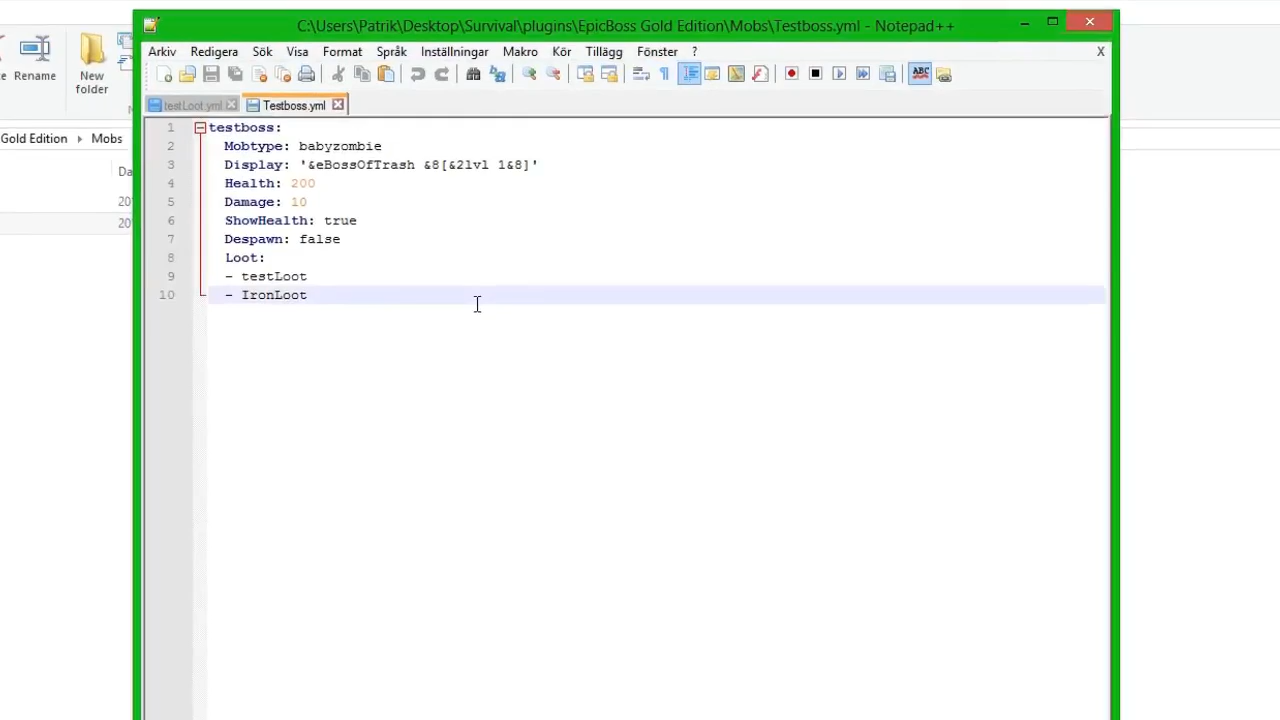 C:\Users\Patrik\Desktop\Survival\plugins\EpicBoss Gold Edition\Mobs\Testboss.yml - Notepad++
Arkiv Redigera Sök Visa Format Språk Inställningar Makro Kör Tillägg Fönster ? X
Rename
New
folder
testLoot.yml Testboss.yml
Gold Edition Mobs
1 testboss:
2 Mobtype: babyzombie
3 Display: '&eBossOfTrash &8[&2lvl 1&8]'
4 Health: 200
5 Damage: 10
6 ShowHealth: true
7 Despawn: false
8 Loot:
9 - testLoot
10 - IronLoot